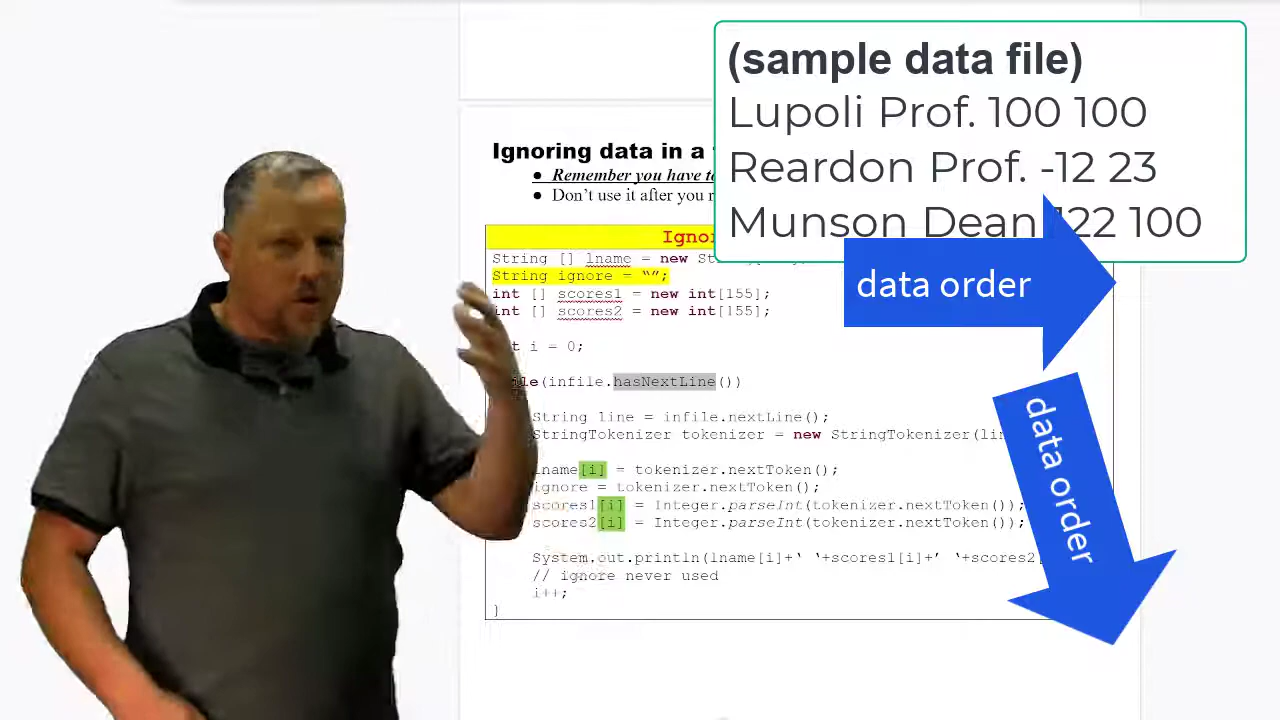 (sample data file)
Lupoli Prof. 100 100
Reardon Prof. -12 23
Munson Dean 122 100
data order
data order
Ignoring data in a
● Remember you have
● Don't use it after you
String [] lname = new
String ignore = “”;
int [] scores1 = new int[155];
int [] scores2 = new int[155];
i = 0;
(infile.hasNextLine())
String line = infile.nextLine();
StringTokenizer tokenizer = new StringTokenizer(
lname[i] = tokenizer.nextToken();
ignore = tokenizer.nextToken();
scores1[i] = Integer.parseInt(tokenizer.nextToken());
scores2[i] = Integer.parseInt(tokenizer.nextToken());
System.out.println(lname[i]+‘ ‘+scores1[i]+’ ‘+scores2
// ignore never used
i++;
}